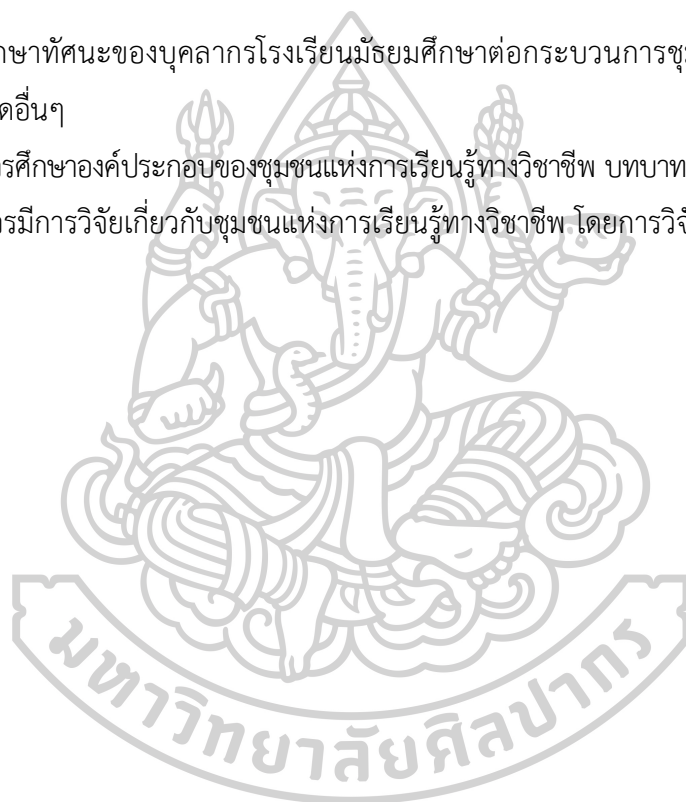 าษาทัศนะของบุคลากรโรงเรียนมัธยมศึกษาต่อกระบวนการชุม
ดอื่นๆ
รศึกษาองค์ประกอบของชุมชนแห่งการเรียนรู้ทางวิชาชีพ บทบาท
รมีการวิจัยเกี่ยวกับชุมชนแห่งการเรียนรู้ทางวิชาชีพ โดยการวิจั
มหาวิทยาลัยศิลปากร